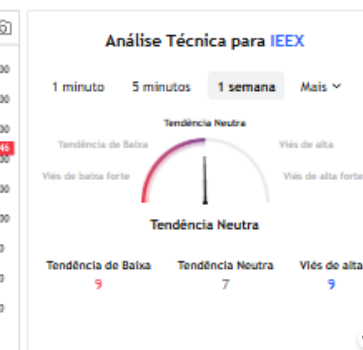 Análise Técnica para IEEX
1 minuto 5 minutos 1 semana Mais
Tendência Neutra
Tendência de Baixa Viés de alta
Viés de baixa forte Viés de alta forte
Tendência Neutra
Tendência de Baixa Tendência Neutra Viés de alta
9 7 9